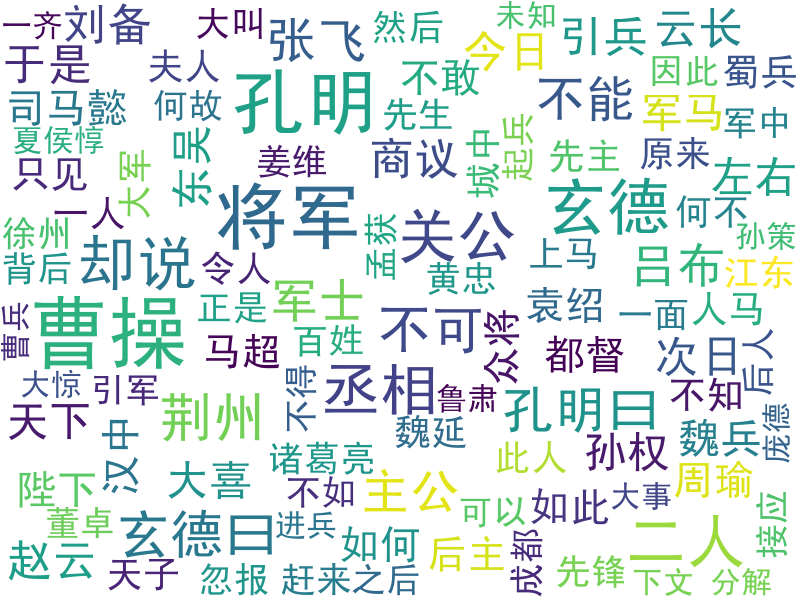 一齐
刘备
大叫
张飞
然后
未知
今日
引兵
云长
于是
夫人
孔明
不敢
不能
因此
蜀兵
司马懿
何故
先生
军马
军中
夏侯惇
东吴
姜维
商议
城中
起兵
先主
原来
左右
只见
大军
将军
关公
玄德
何不
一人
徐州
孟获
孙策
背后
却说
令人
黄忠
上马
吕布
江东
曹兵
曹操
正是
军士
袁绍
一面
人马
马超
百姓
不可
众将
都督
次日
后人
大惊
引军
不得
丞相
鲁肃
不知
天下
荆州
孔明曰
汉中
魏延
孙权
魏兵
庞德
陛下
大喜
诸葛亮
此人
周瑜
不如
主公
可以
如此
大事
接应
董卓
玄德曰
进兵
如何
后主
成都
二人
赵云
天子
忽报
赶来之后
先锋
下文
分解